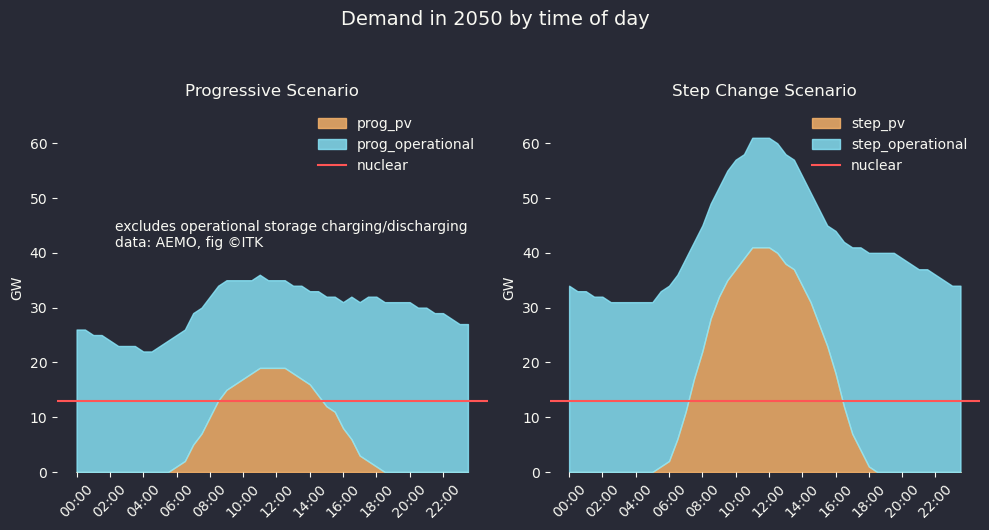 Demand in 2050 by time of day
Progressive Scenario
prog_pv
prog_operational
nuclear
excludes operational storage charging/discharging
data: AEMO, fig ©ITK
GW
60
50
40
30
20
10
0
00:00
02:00
04:00
06:00
08:00
10:00
12:00
14:00
16:00
18:00
20:00
22:00
Step Change Scenario
step_pv
step_operational
nuclear
GW
60
50
40
30
20
10
0
00:00
02:00
04:00
06:00
08:00
10:00
12:00
14:00
16:00
18:00
20:00
22:00